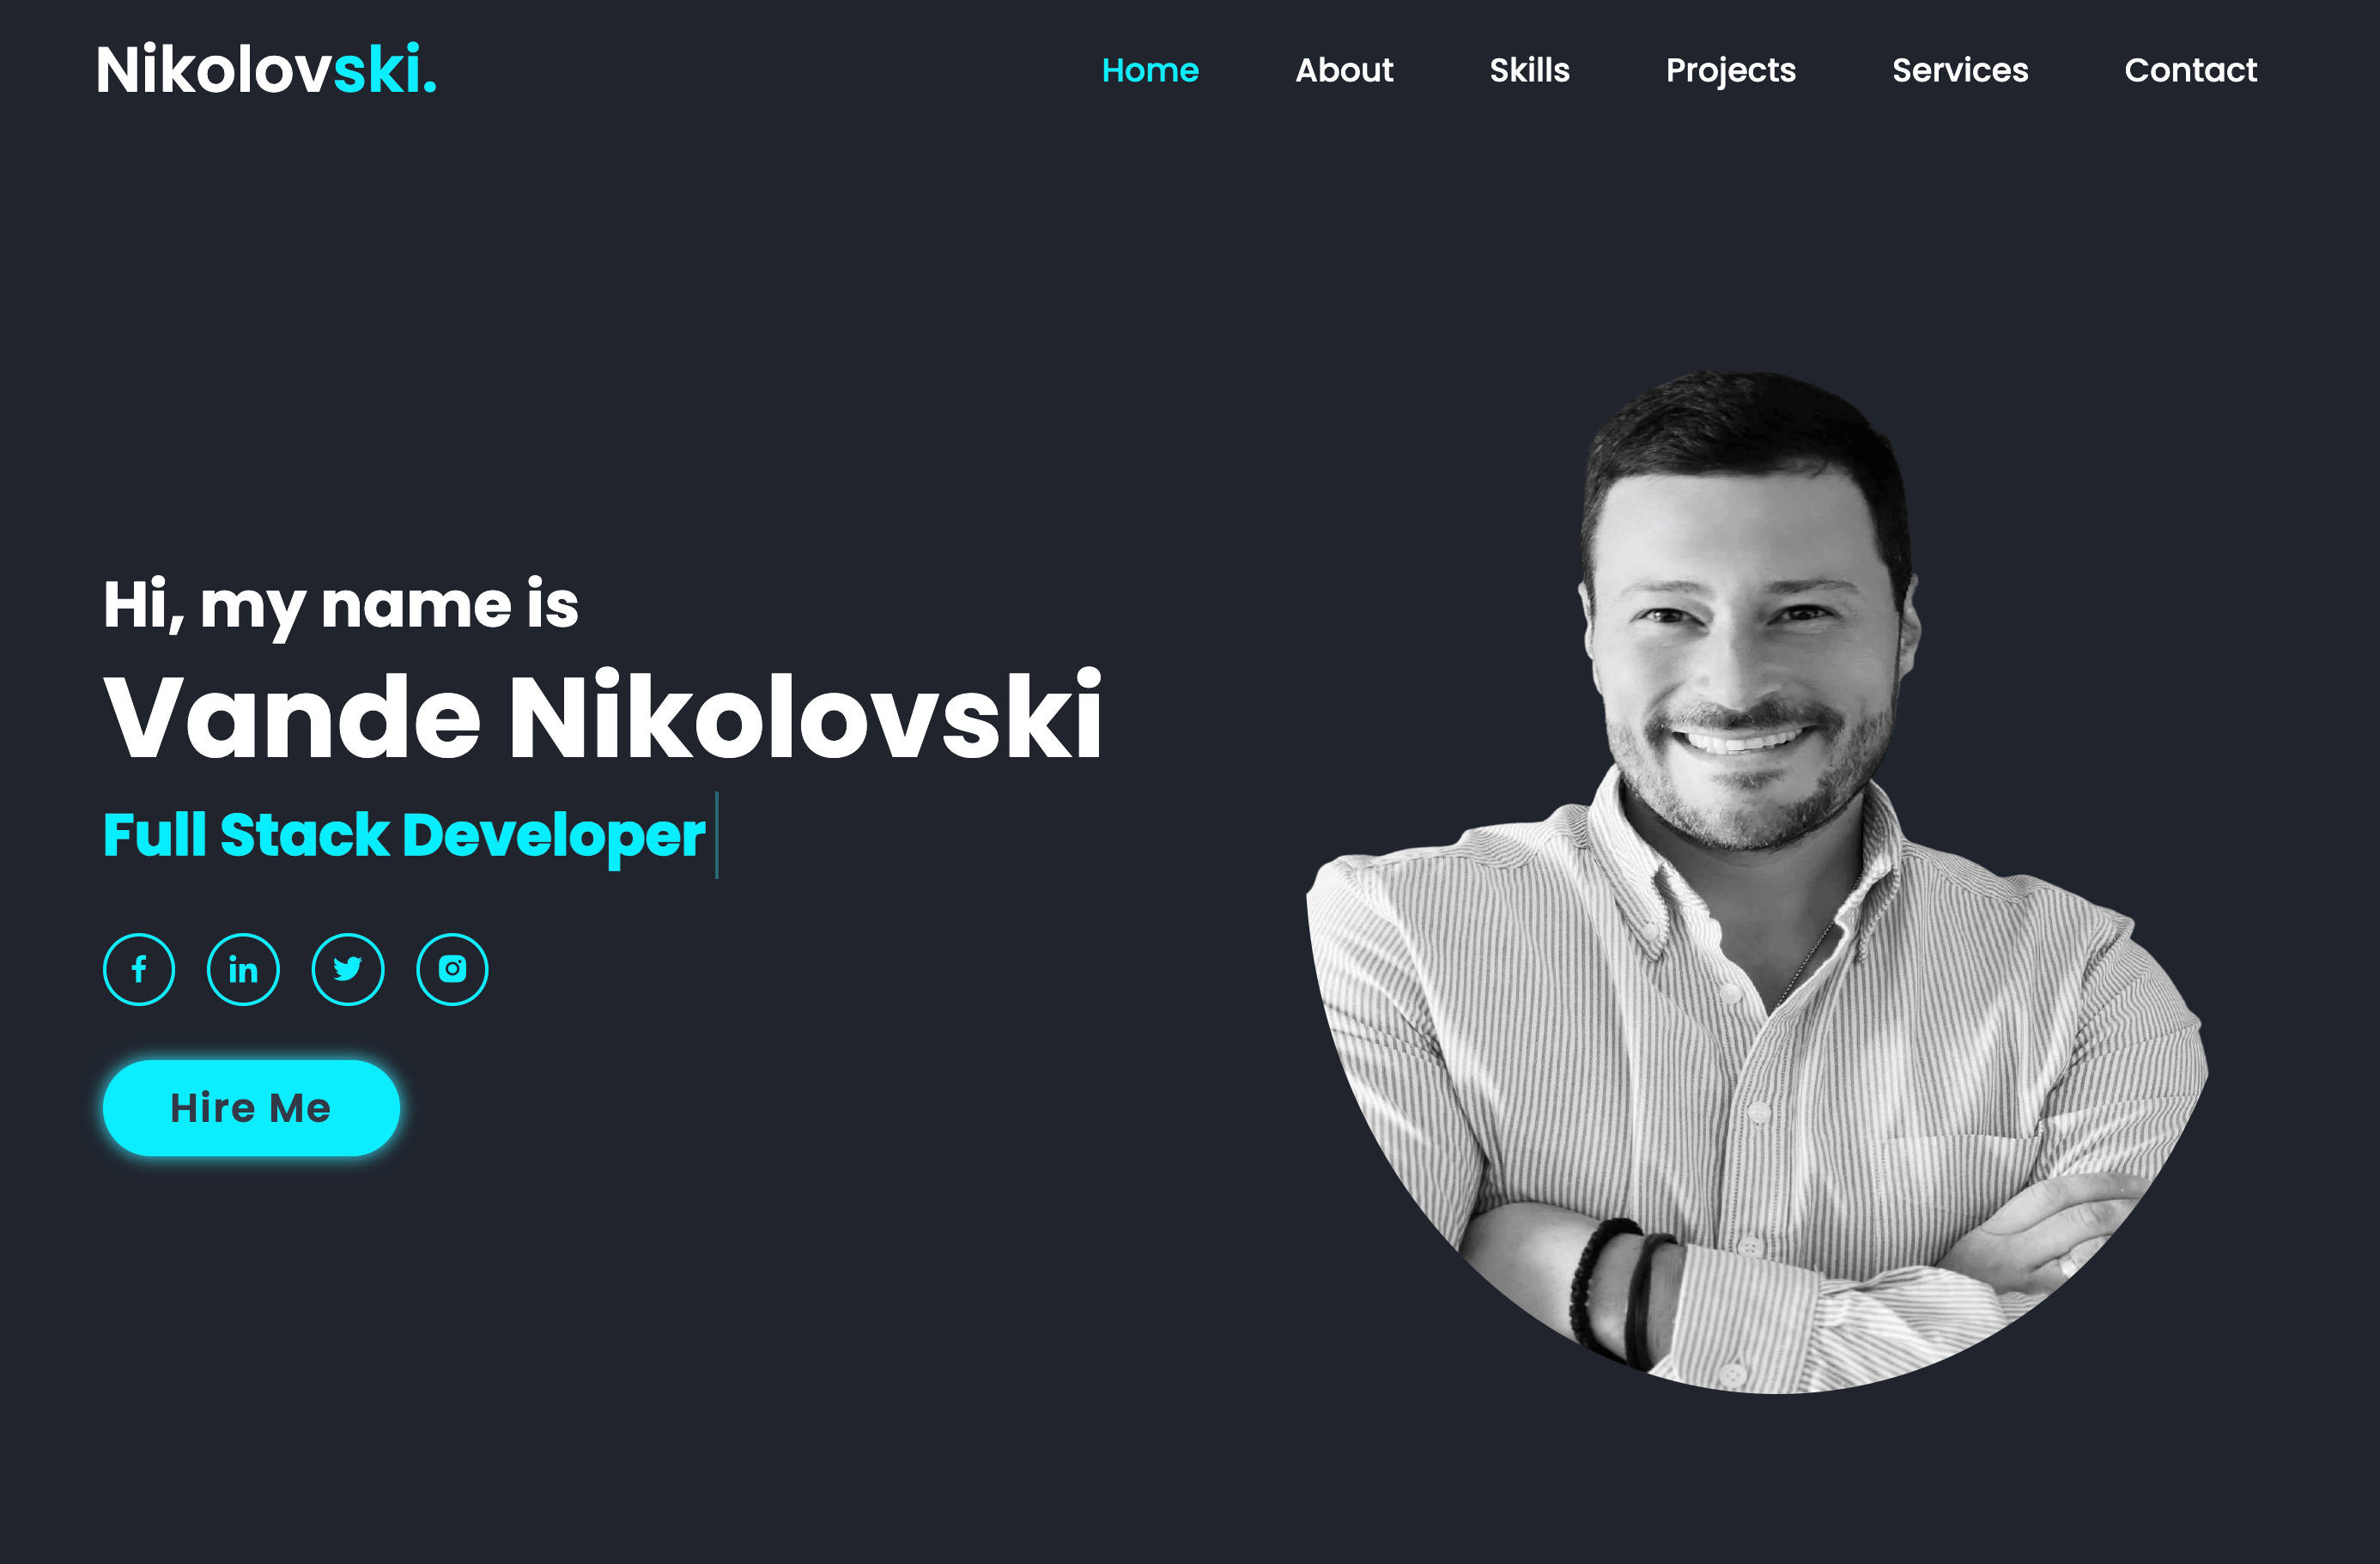 Nikolovski.
Home About Skills Projects Services Contact
Hi, my name is
Vande Nikolovski
Full Stack Developer
Hire Me